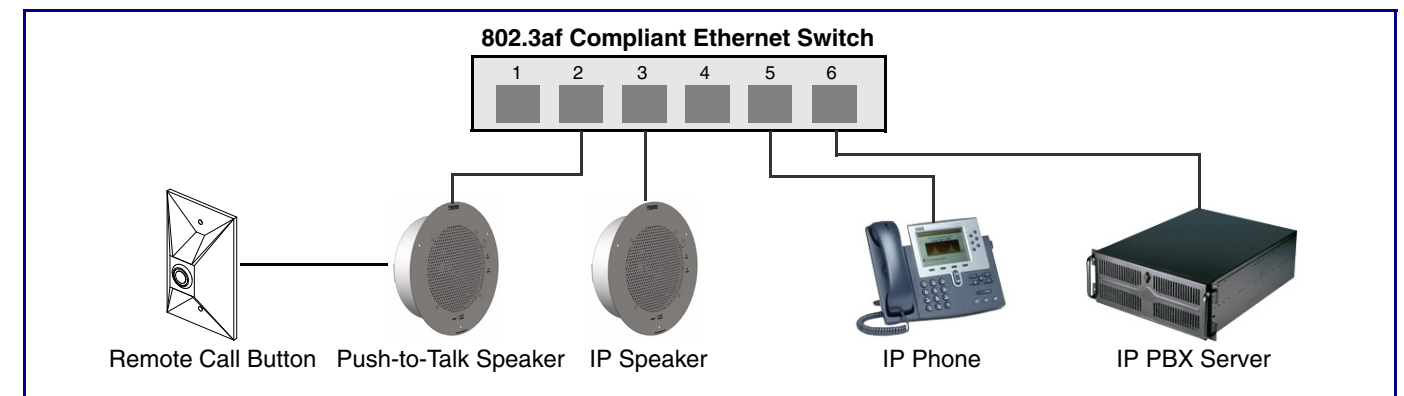 802.3af Compliant Ethernet Switch
1 2 3 4 5 6
Remote Call Button Push-to-Talk Speaker IP Speaker IP Phone IP PBX Server